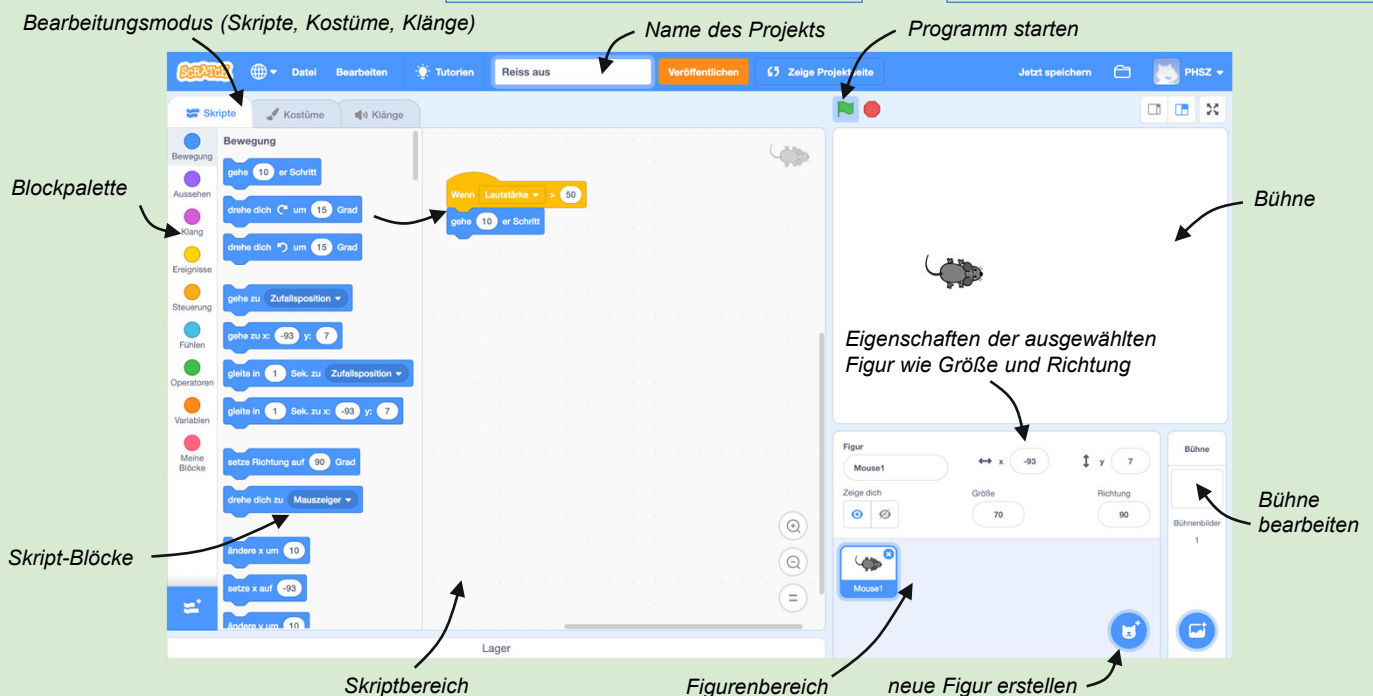 Bearbeitungsmodus (Skripte, Kostüme, Klänge)
Name des Projekts
Programm starten
SCRATCH
Datei
Bearbeiten
Tutorien
Reiss aus
Veröffentlichen
Zeige Projektseite
Jetzt speichern
PHSZ
Skripte
Kostüme
Klänge
Blockpalette
Bewegung
Aussehen
Klang
Ereignisse
Steuerung
Fühlen
Operatoren
Variablen
Meine
Blöcke
Bewegung
gehe 10 er Schritt
drehe dich um 15 Grad
drehe dich um 15 Grad
gehe zu Zufallsposition
gehe zu x: -93 y: 7
gleite in 1 Sek. zu Zufallsposition
gleite in 1 Sek. zu x: -93 y: 7
setze Richtung auf 90 Grad
drehe dich zu Mauszeiger
ändere x um 10
setze x auf -93
ändere y um 10
Skript-Blöcke
Wenn Lautstärke > 50
gehe 10 er Schritt
Bühne
Eigenschaften der ausgewählten
Figur wie Größe und Richtung
Figur
Mouse1
x -93
y 7
Zeige dich
Größe
70
Richtung
90
Mouse1
Bühne
Bühnenbilder
1
Bühne
bearbeiten
Lager
Skriptbereich
Figurenbereich
neue Figur erstellen